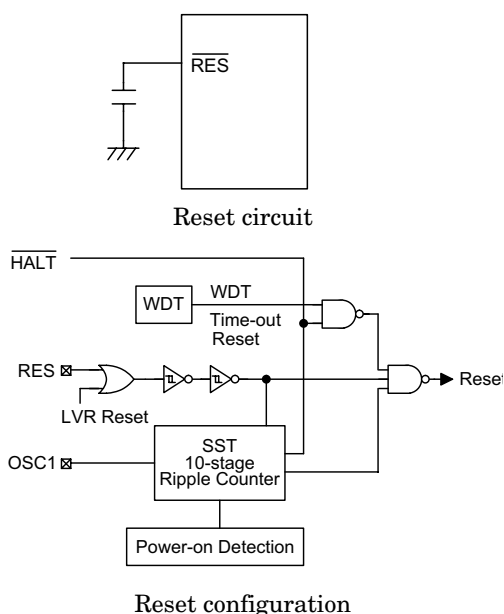 RES
Reset circuit
HALT
WDT
WDT
Time-out
Reset
RES
LVR Reset
Reset
OSC1
SST
10-stage
Ripple Counter
Power-on Detection
Reset configuration